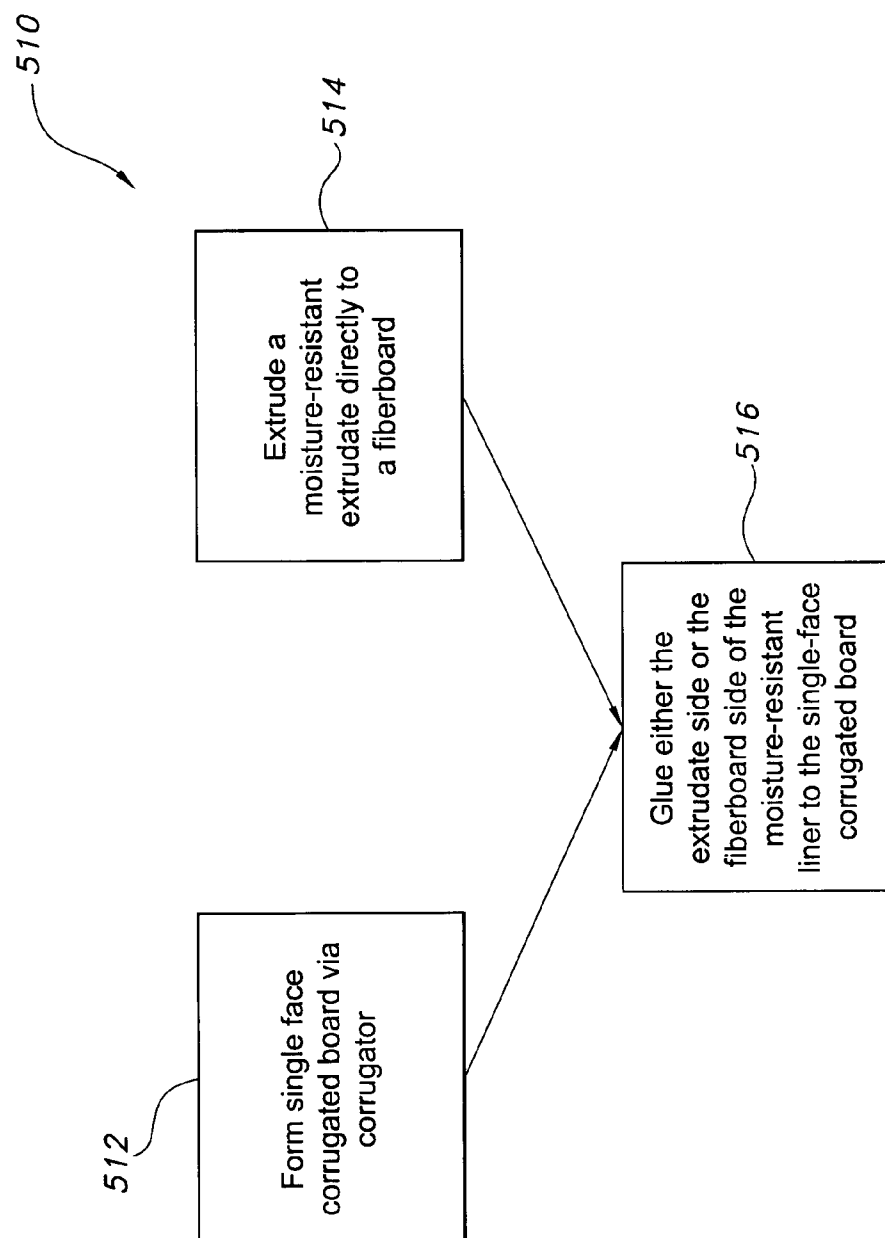 510
512
Form single face
corrugated board via
corrugator
514
Extrude a
moisture-resistant
extrudate directly to
a fiberboard
516
Glue either the
extrudate side or the
fiberboard side of the
moisture-resistant
liner to the single-face
corrugated board